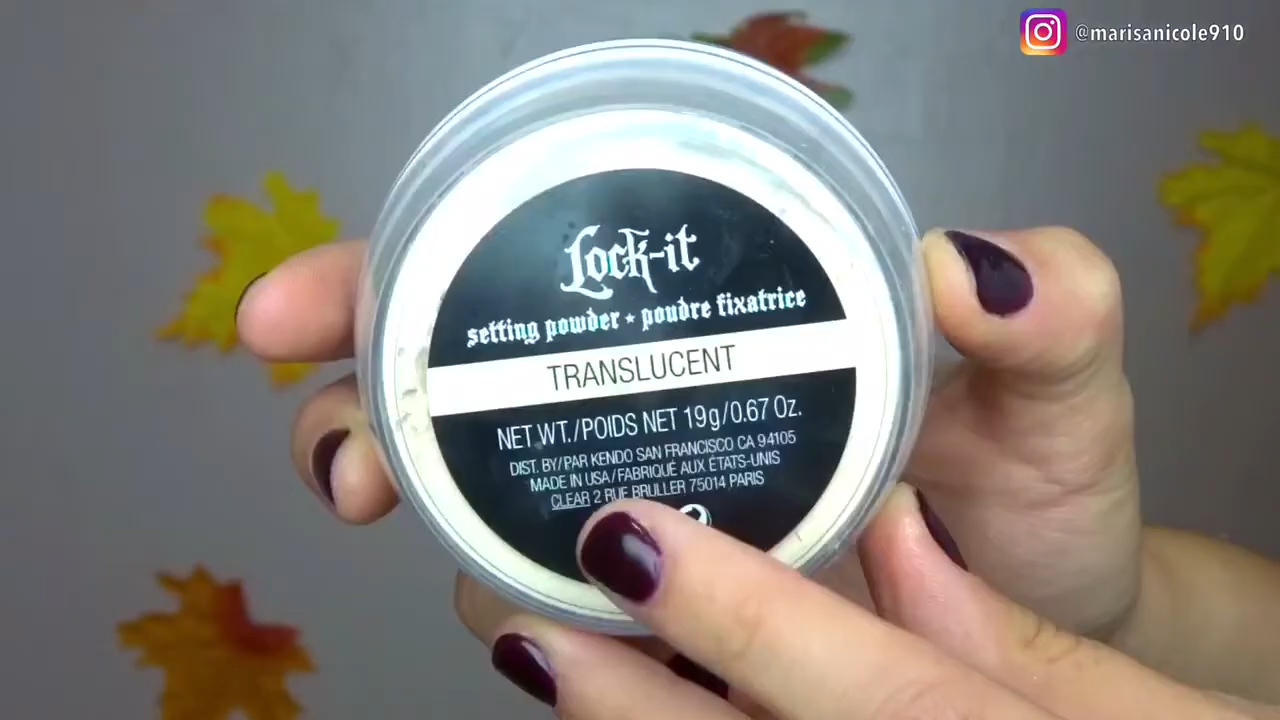 @marisanicole910
Lock-it
setting powder ★ poudre fixatrice
TRANSLUCENT
NET WT./POIDS NET 19g/0.67 Oz.
DIST. BY/PAR KENDO SAN FRANCISCO CA 94105
MADE IN USA/FABRIQUÉ AUX ÉTATS-UNIS
CLEAR 2 RUE BRULLER 75014 PARIS